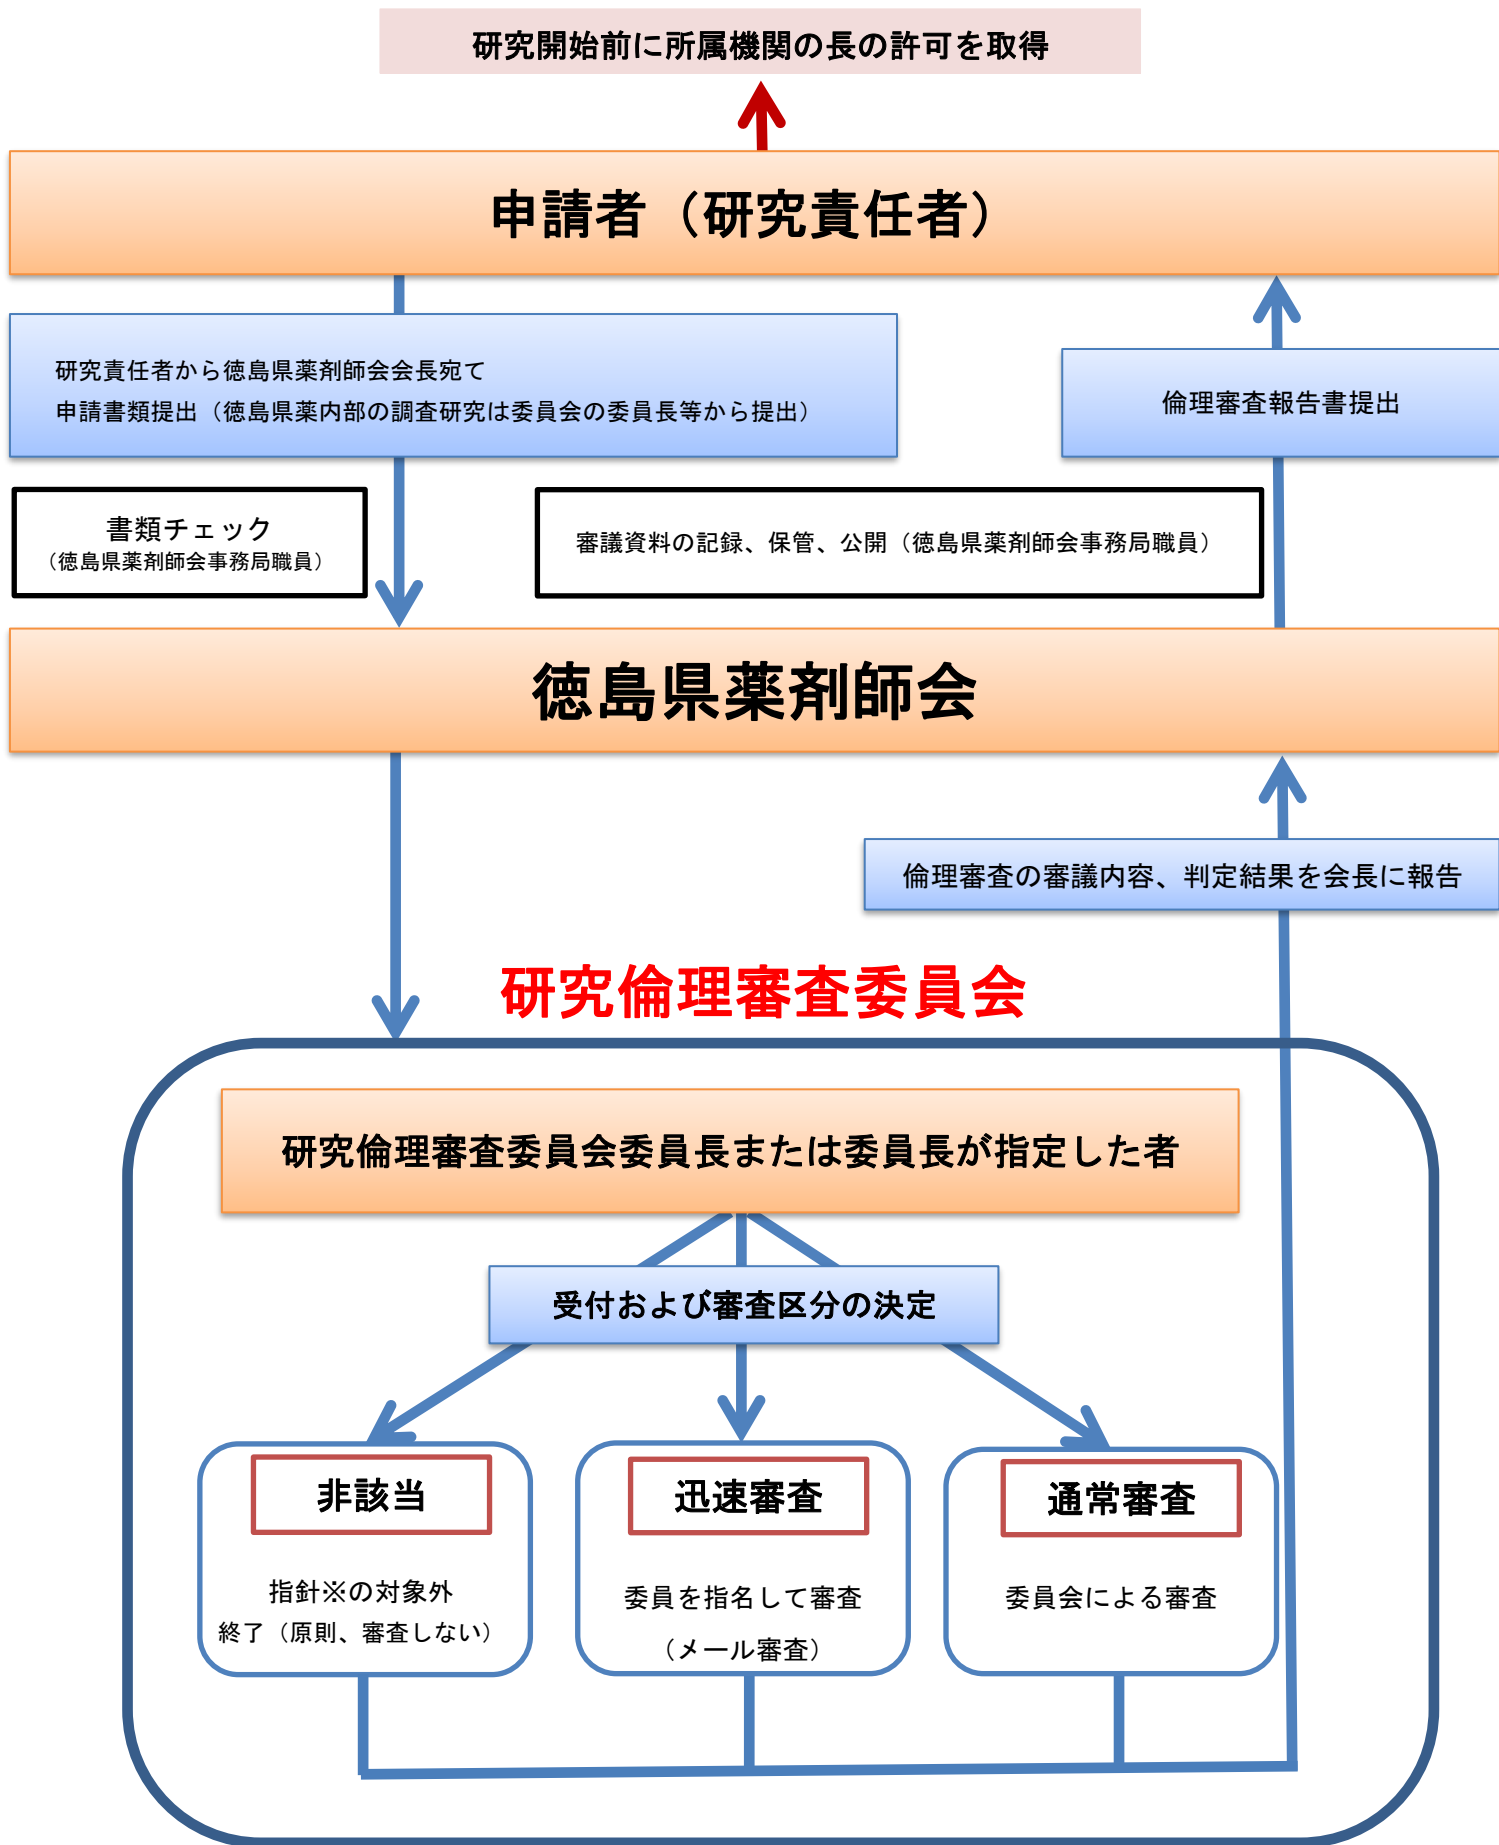 研究開始前に所属機関の長の許可を取得
申請者（研究責任者）
研究責任者から徳島県薬剤師会会長宛て
申請書類提出（徳島県薬内部の調査研究は委員会の委員長等から提出）
倫理審査報告書提出
書類チェック
（徳島県薬剤師会事務局職員）
審議資料の記録、保管、公開（徳島県薬剤師会事務局職員）
徳島県薬剤師会
倫理審査の審議内容、判定結果を会長に報告
研究倫理審査委員会
研究倫理審査委員会委員長または委員長が指定した者
受付および審査区分の決定
非該当
指針※の対象外
終了（原則、審査しない）
迅速審査
委員を指名して審査
（メール審査）
通常審査
委員会による審査